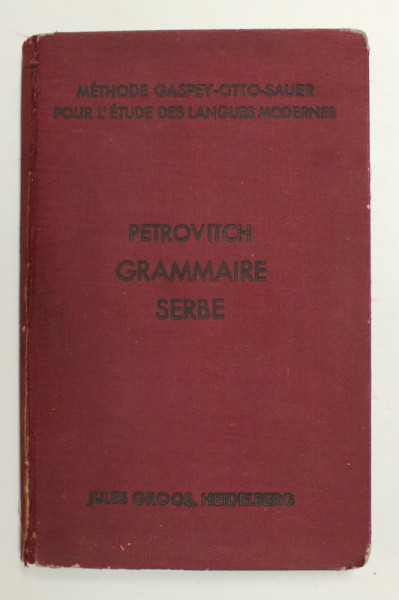 MÉTHODE GASPEY-OTTO-SAUER
POUR L'ÉTUDE DES LANGUES MODERNES
PETROVITCH
GRAMMAIRE
SERBE
JULES GROOS, HEIDELBERG